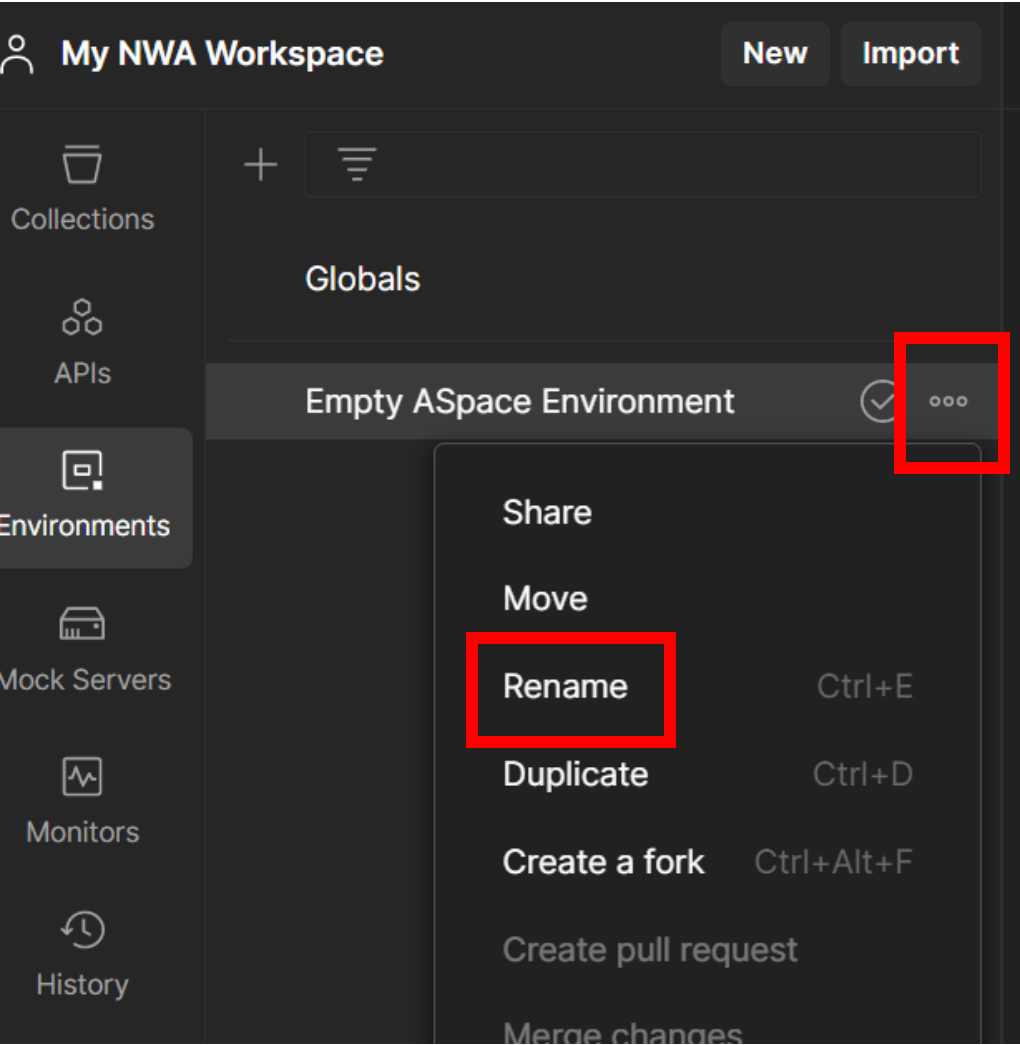 My NWA Workspace
New
Import
Collections
APIs
Environments
Mock Servers
Monitors
History
Globals
Empty ASpace Environment
Share
Move
Rename Ctrl+E
Duplicate Ctrl+D
Create a fork Ctrl+Alt+F
Create pull request
Merge changes